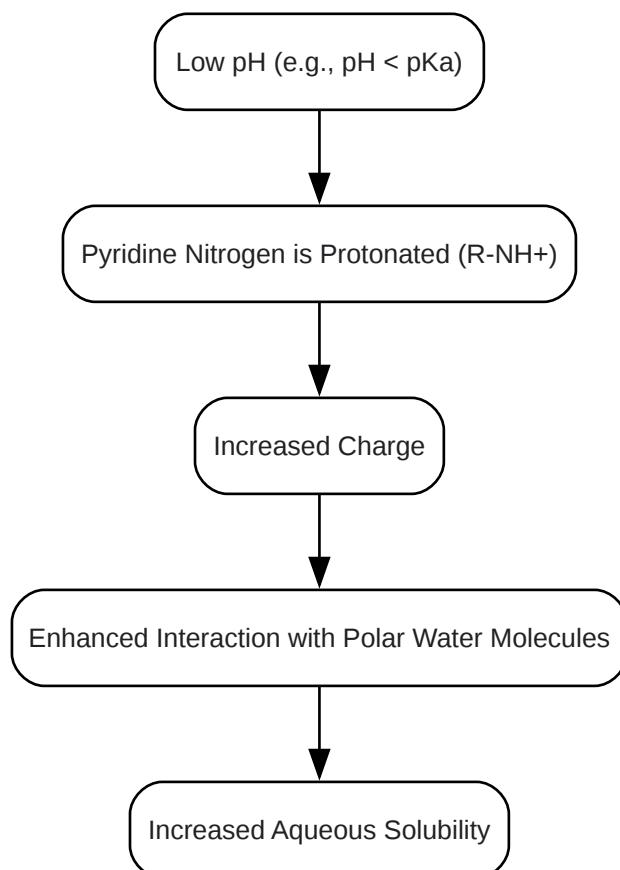 Low pH (e.g., pH < pKa)
Pyridine Nitrogen is Protonated (R-NH+)
Increased Charge
Enhanced Interaction with Polar Water Molecules
Increased Aqueous Solubility